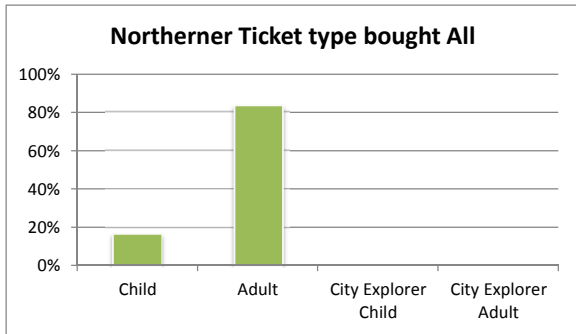 Northerner Ticket type bought All
100%
80%
60%
40%
20%
0%
Child
Adult
City Explorer
Child
City Explorer
Adult